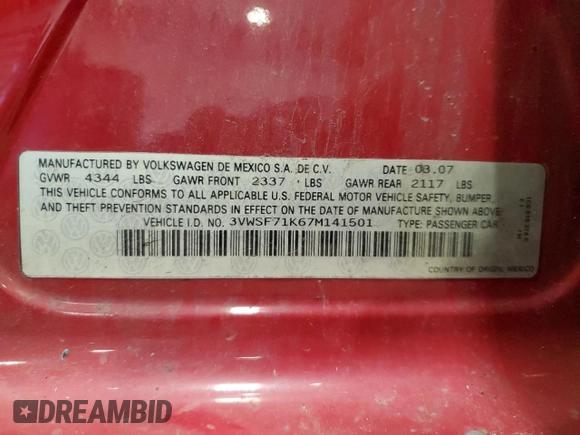 MANUFACTURED BY VOLKSWAGEN DE MEXICO S.A. DE C.V. DATE 03.07
GVWR 4344 LBS GAWR FRONT 2337 LBS GAWR REAR 2117 LBS
THIS VEHICLE CONFORMS TO ALL APPLICABLE U.S. FEDERAL MOTOR VEHICLE SAFETY, BUMPER,
AND THEFT PREVENTION STANDARDS IN EFFECT ON THE DATE OF MANUFACTURE SHOWN ABOVE
VEHICLE I.D. NO. 3VWSF71K67M141501 TYPE: PASSENGER CAR
COUNTRY OF ORIGIN: MEXICO
DREAMBID